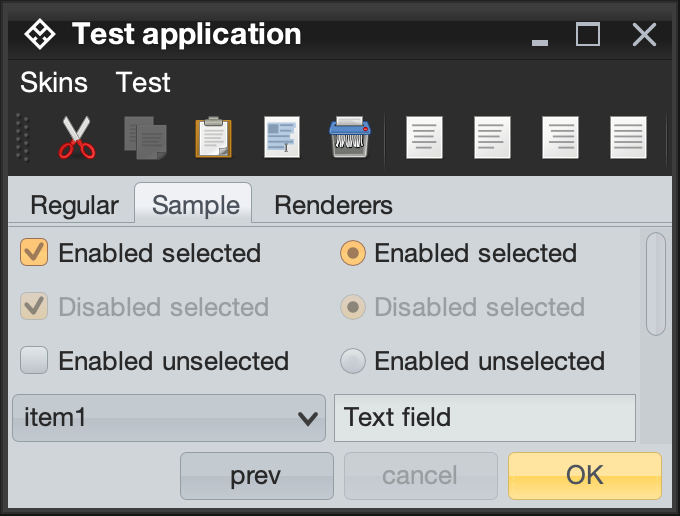 Test application
Skins Test
Regular Sample Renderers
Enabled selected Enabled selected
Disabled selected Disabled selected
Enabled unselected Enabled unselected
item1 Text field
prev cancel OK